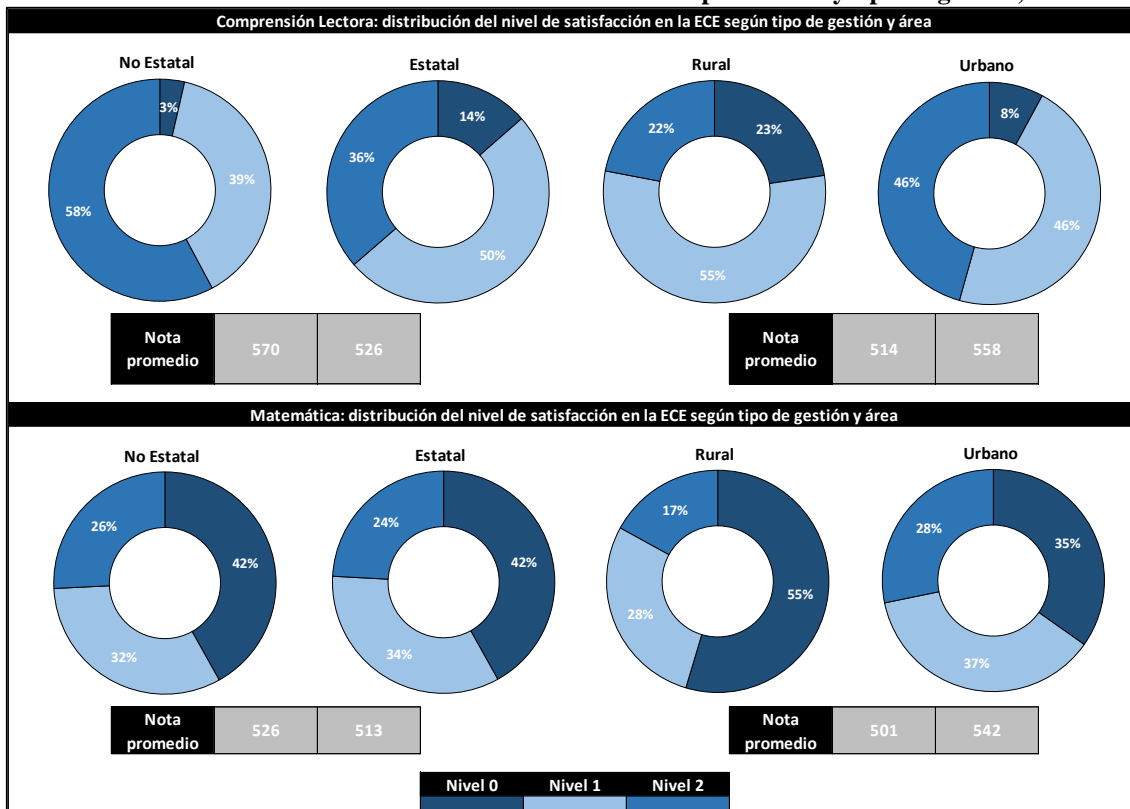 Comprensión Lectora: distribución del nivel de satisfacción en la ECE según tipo de gestión y área
No Estatal Estatal Rural Urbano
3% 39% 58%
14% 50% 36%
23% 55% 22%
8% 46% 46%
Nota promedio 570 526
Nota promedio 514 558
Matemática: distribución del nivel de satisfacción en la ECE según tipo de gestión y área
No Estatal Estatal Rural Urbano
42% 32% 26%
42% 34% 24%
55% 28% 17%
35% 37% 28%
Nota promedio 526 513
Nota promedio 501 542
Nivel 0 Nivel 1 Nivel 2